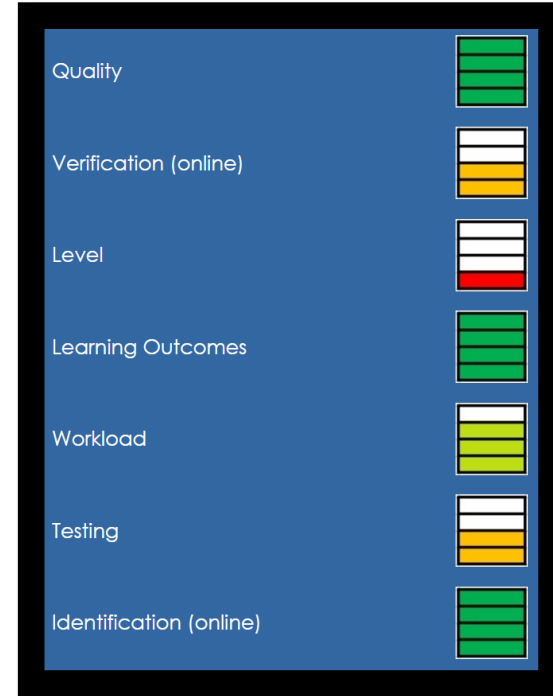 Quality
Verification (online)
Level
Learning Outcomes
Workload
Testing
Identification (online)